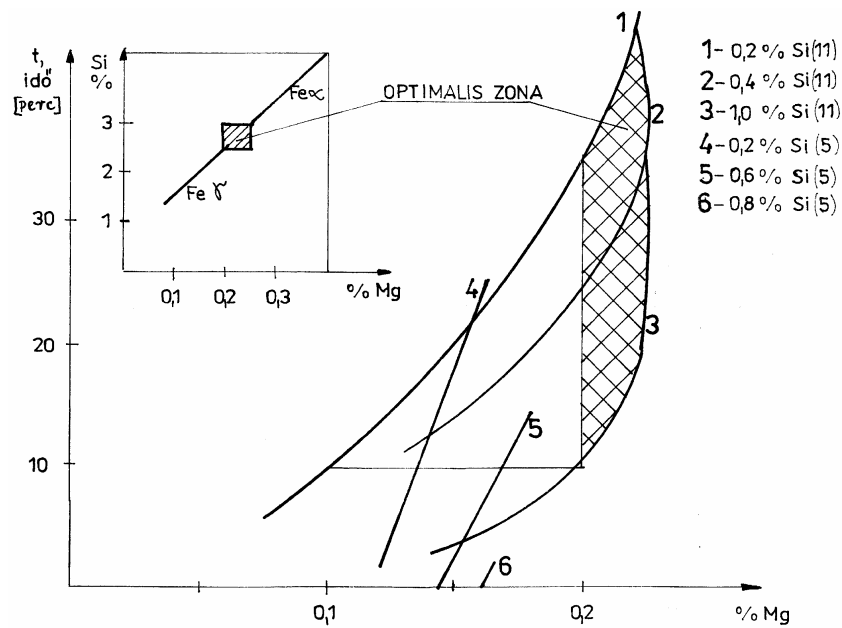 t,
idő
[perc]
30
20
10
Si
%
3
2
1
Feα
Fe γ
0,1 0,2 0,3
% Mg
OPTIMALIS ZONA
1
2
3
4
5
6
1-0,2 % Si(11)
2-0,4 % Si(11)
3-1,0 % Si(11)
4-0,2 % Si(5)
5-0,6 % Si(5)
6-0,8 % Si(5)
0,1 0,2 % Mg